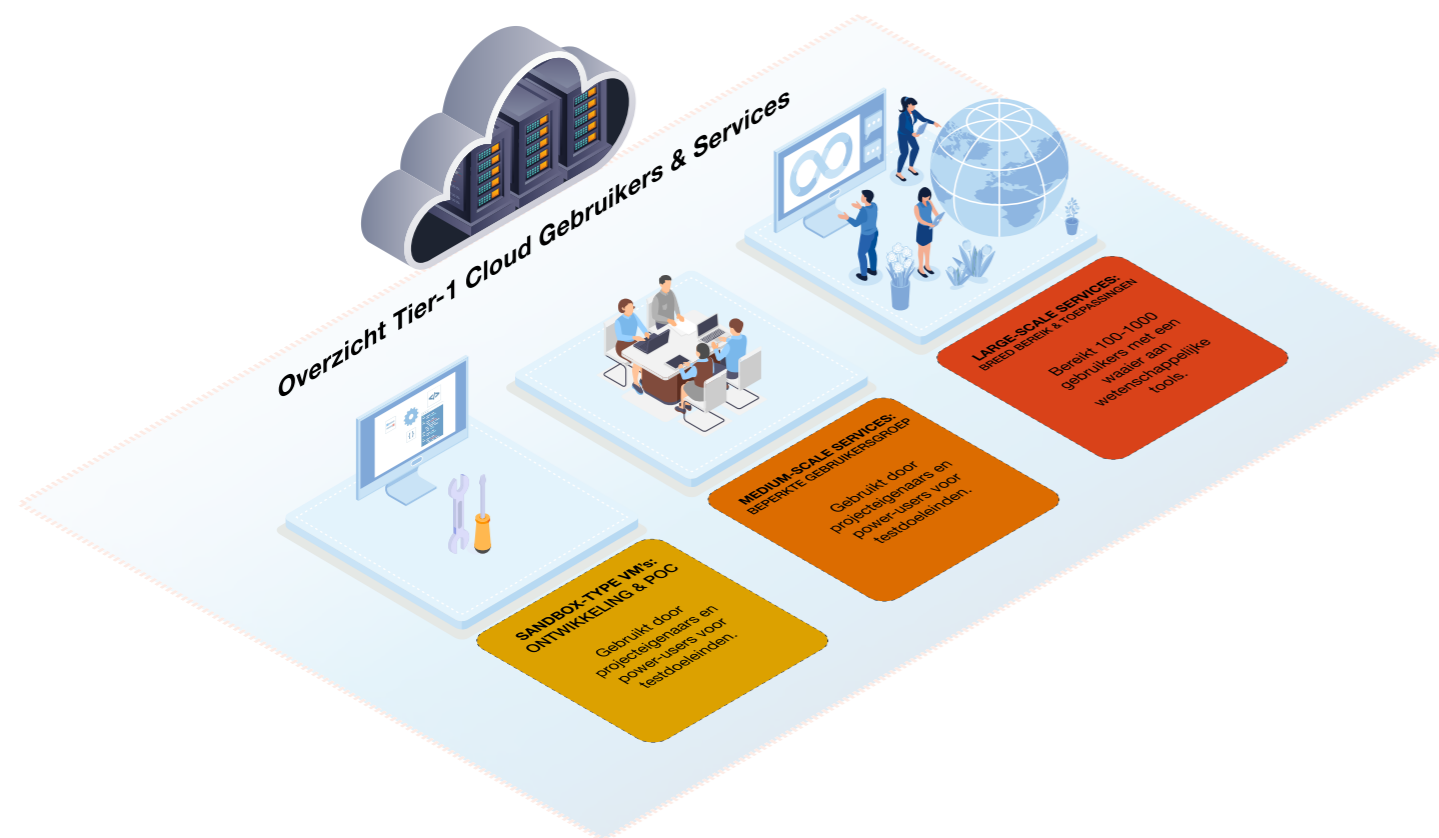 Overzicht Tier-1 Cloud Gebruikers & Services
SANDBOX-TYPE VM's:
ONTWIKKELING & POC
Gebruikt door
projecteigenaars en
power-users voor
testdoeleinden.
MEDIUM-SCALE SERVICES:
BEPERKTE GEBRUIKERSGROEP
Gebruikt door
projecteigenaars en
power-users voor
testdoeleinden.
LARGE-SCALE SERVICES:
BREED BEREIK & TOEPASSINGEN
Bereikt 100-1000
gebruikers met een
waaier aan
wetenschappelijke
tools.